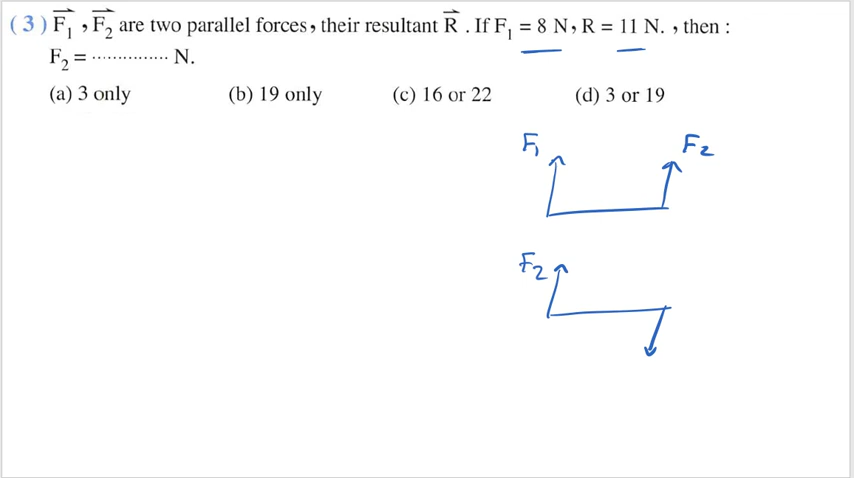 (3) F₁, F₂ are two parallel forces, their resultant R. If F₁ = 8 N, R = 11 N., then :
F₂ = .............. N.
(a) 3 only (b) 19 only (c) 16 or 22 (d) 3 or 19
F₁ F₂
F₂